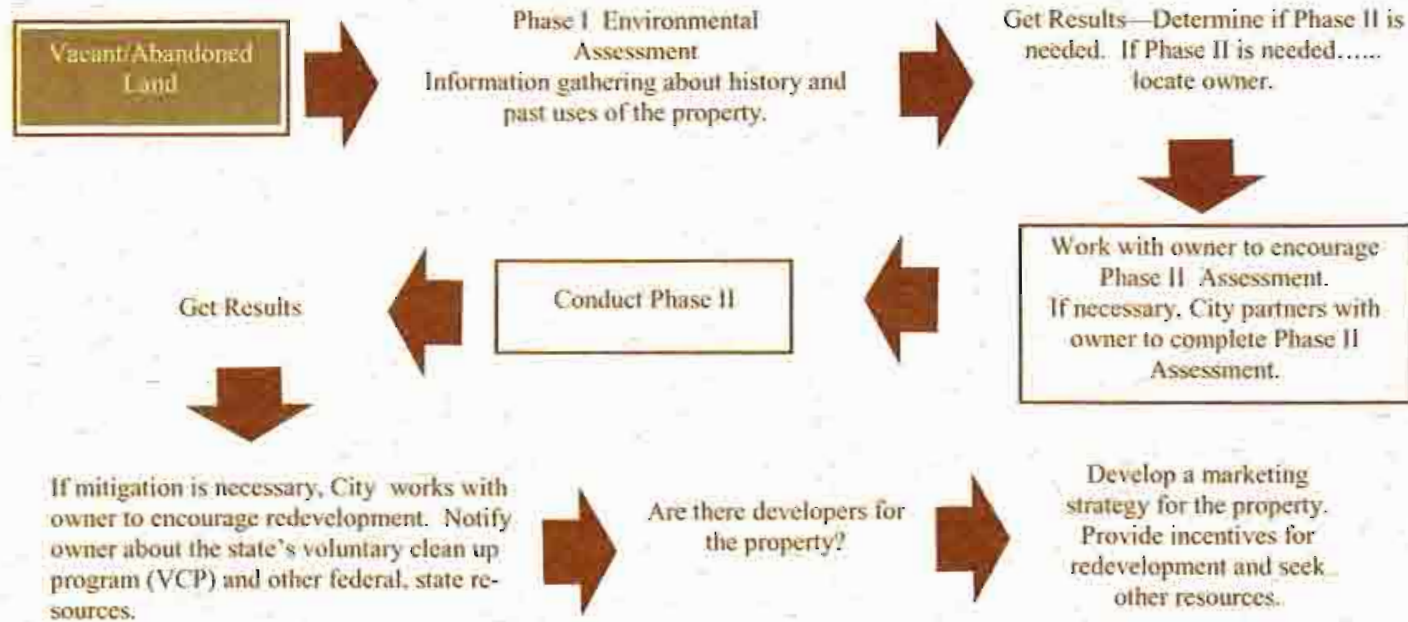 Vacant/Abandoned
Land
Phase I Environmental
Assessment
Information gathering about history and
past uses of the property.
Get Results—Determine if Phase II is
needed. If Phase II is needed......
locate owner.
Work with owner to encourage
Phase II Assessment.
If necessary, City partners with
owner to complete Phase II
Assessment.
Conduct Phase II
Get Results
If mitigation is necessary, City works with
owner to encourage redevelopment. Notify
owner about the state's voluntary clean up
program (VCP) and other federal, state re-
sources.
Are there developers for
the property?
Develop a marketing
strategy for the property.
Provide incentives for
redevelopment and seek
other resources.